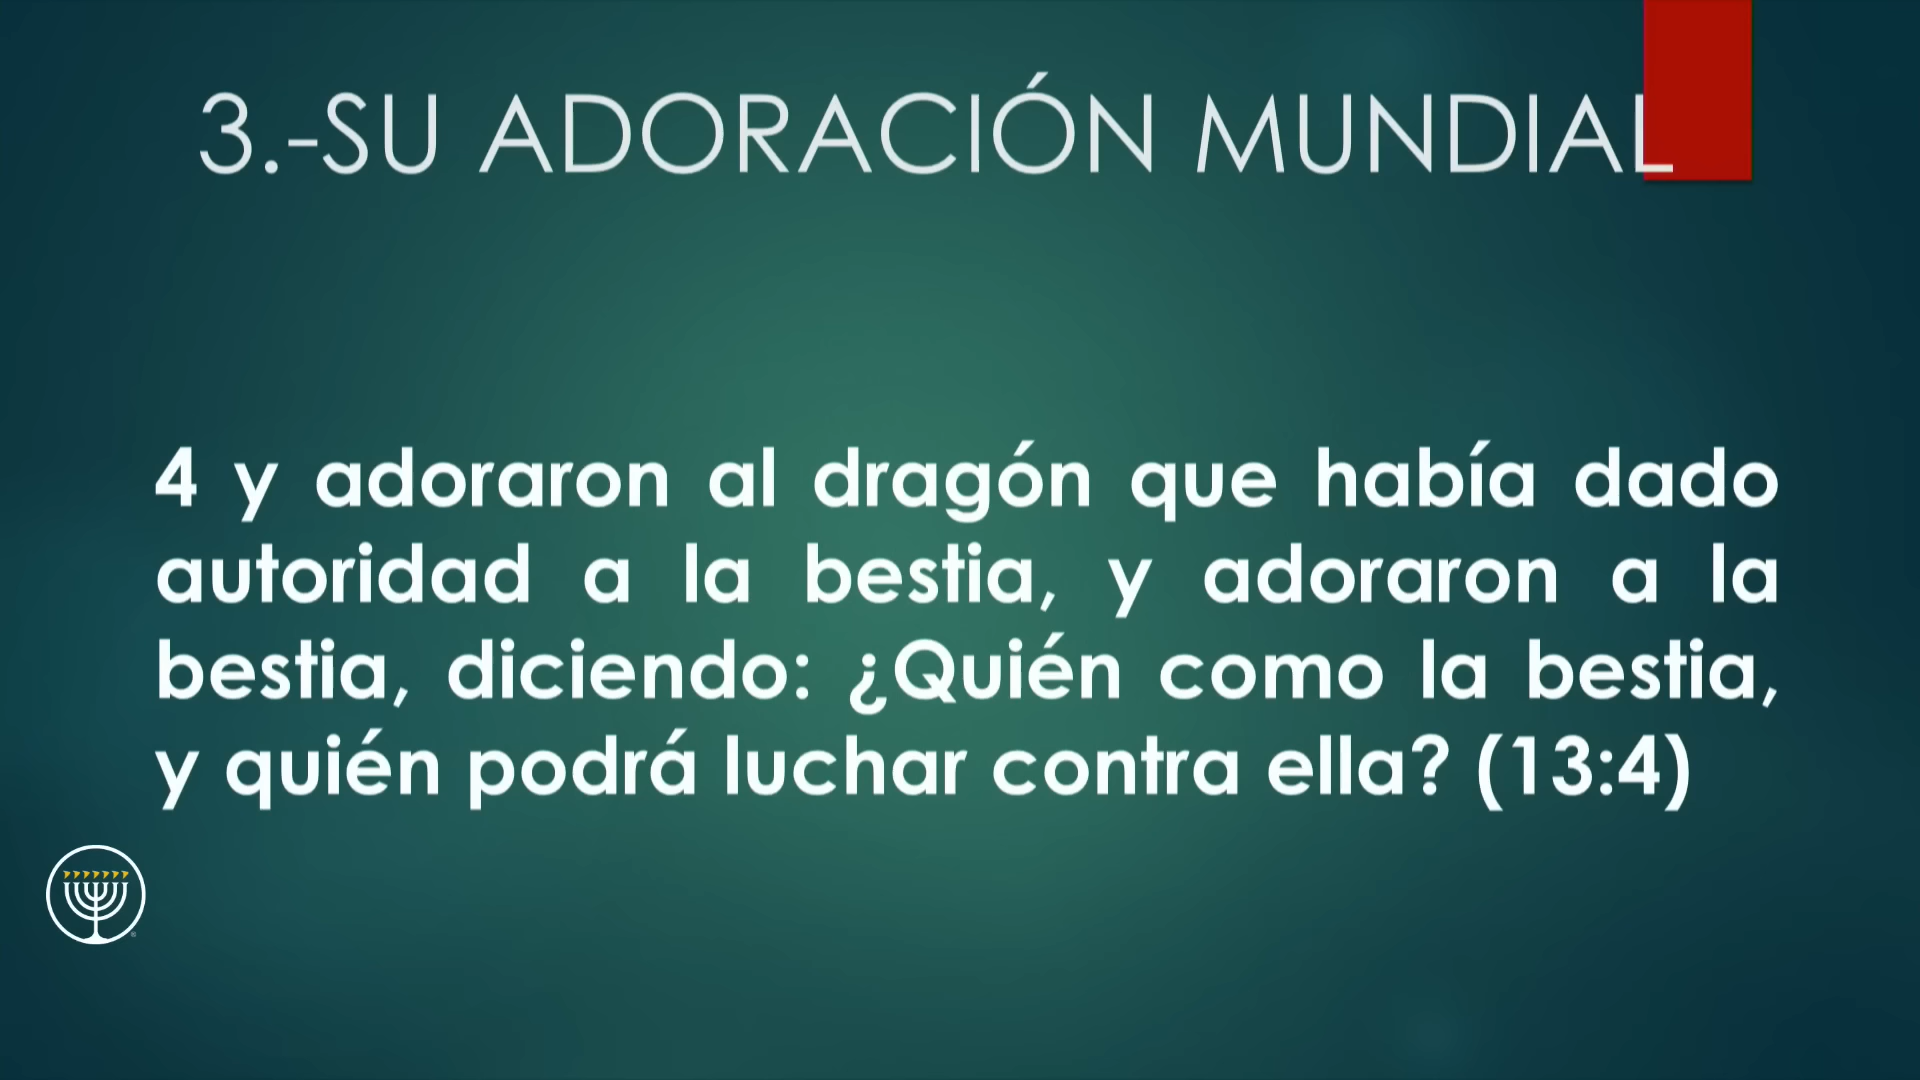 3.-SU ADORACIÓN MUNDIAL
4 y adoraron al dragón que había dado
autoridad a la bestia, y adoraron a la
bestia, diciendo: ¿Quién como la bestia,
y quién podrá luchar contra ella? (13:4)